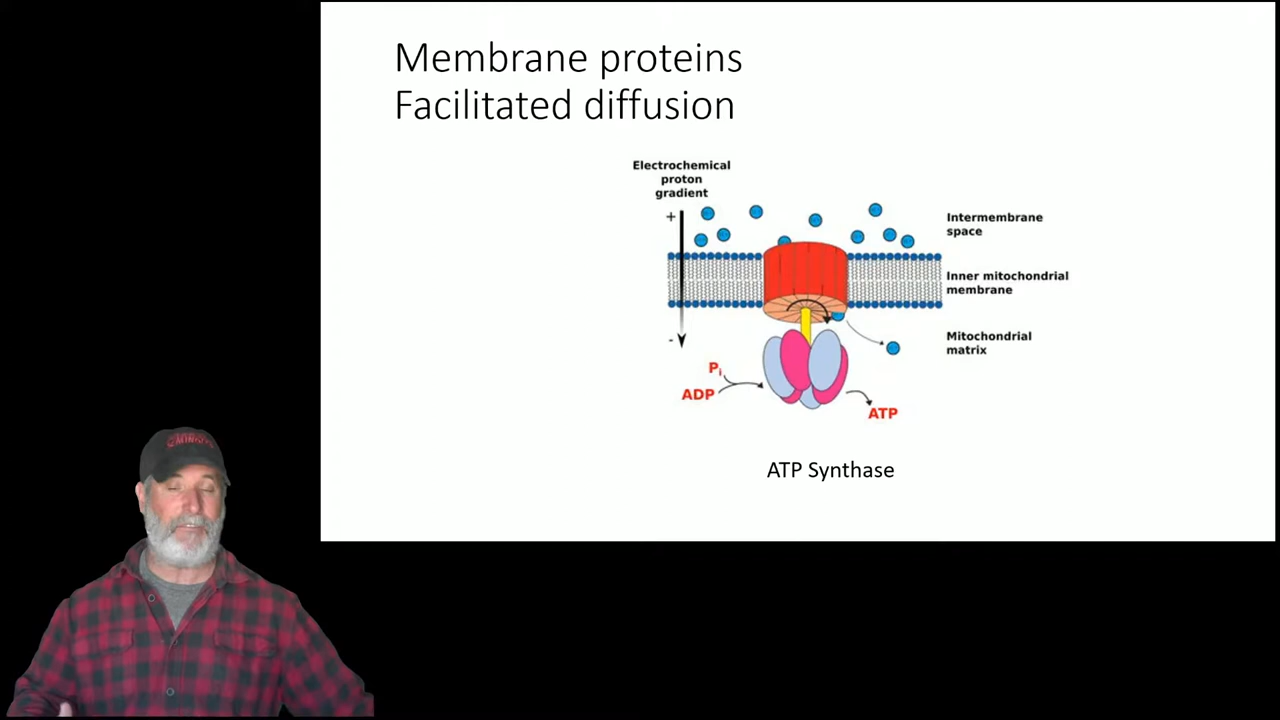 Membrane proteins
Facilitated diffusion
Electrochemical
proton
gradient
+
-
Intermembrane
space
Inner mitochondrial
membrane
Mitochondrial
matrix
Pi
ADP
ATP
ATP Synthase